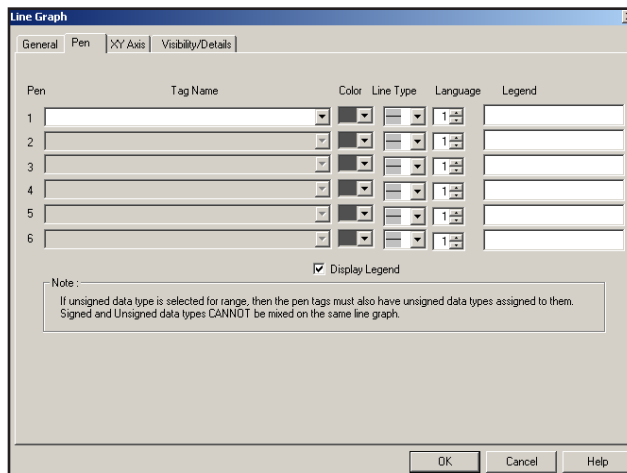 Line Graph
General Pen XY Axis Visibility/Details
Pen Tag Name Color Line Type Language Legend
1 1
2 1
3 1
4 1
5 1
6 1
Display Legend
Note :
If unsigned data type is selected for range, then the pen tags must also have unsigned data types assigned to them.
Signed and Unsigned data types CANNOT be mixed on the same line graph.
OK Cancel Help